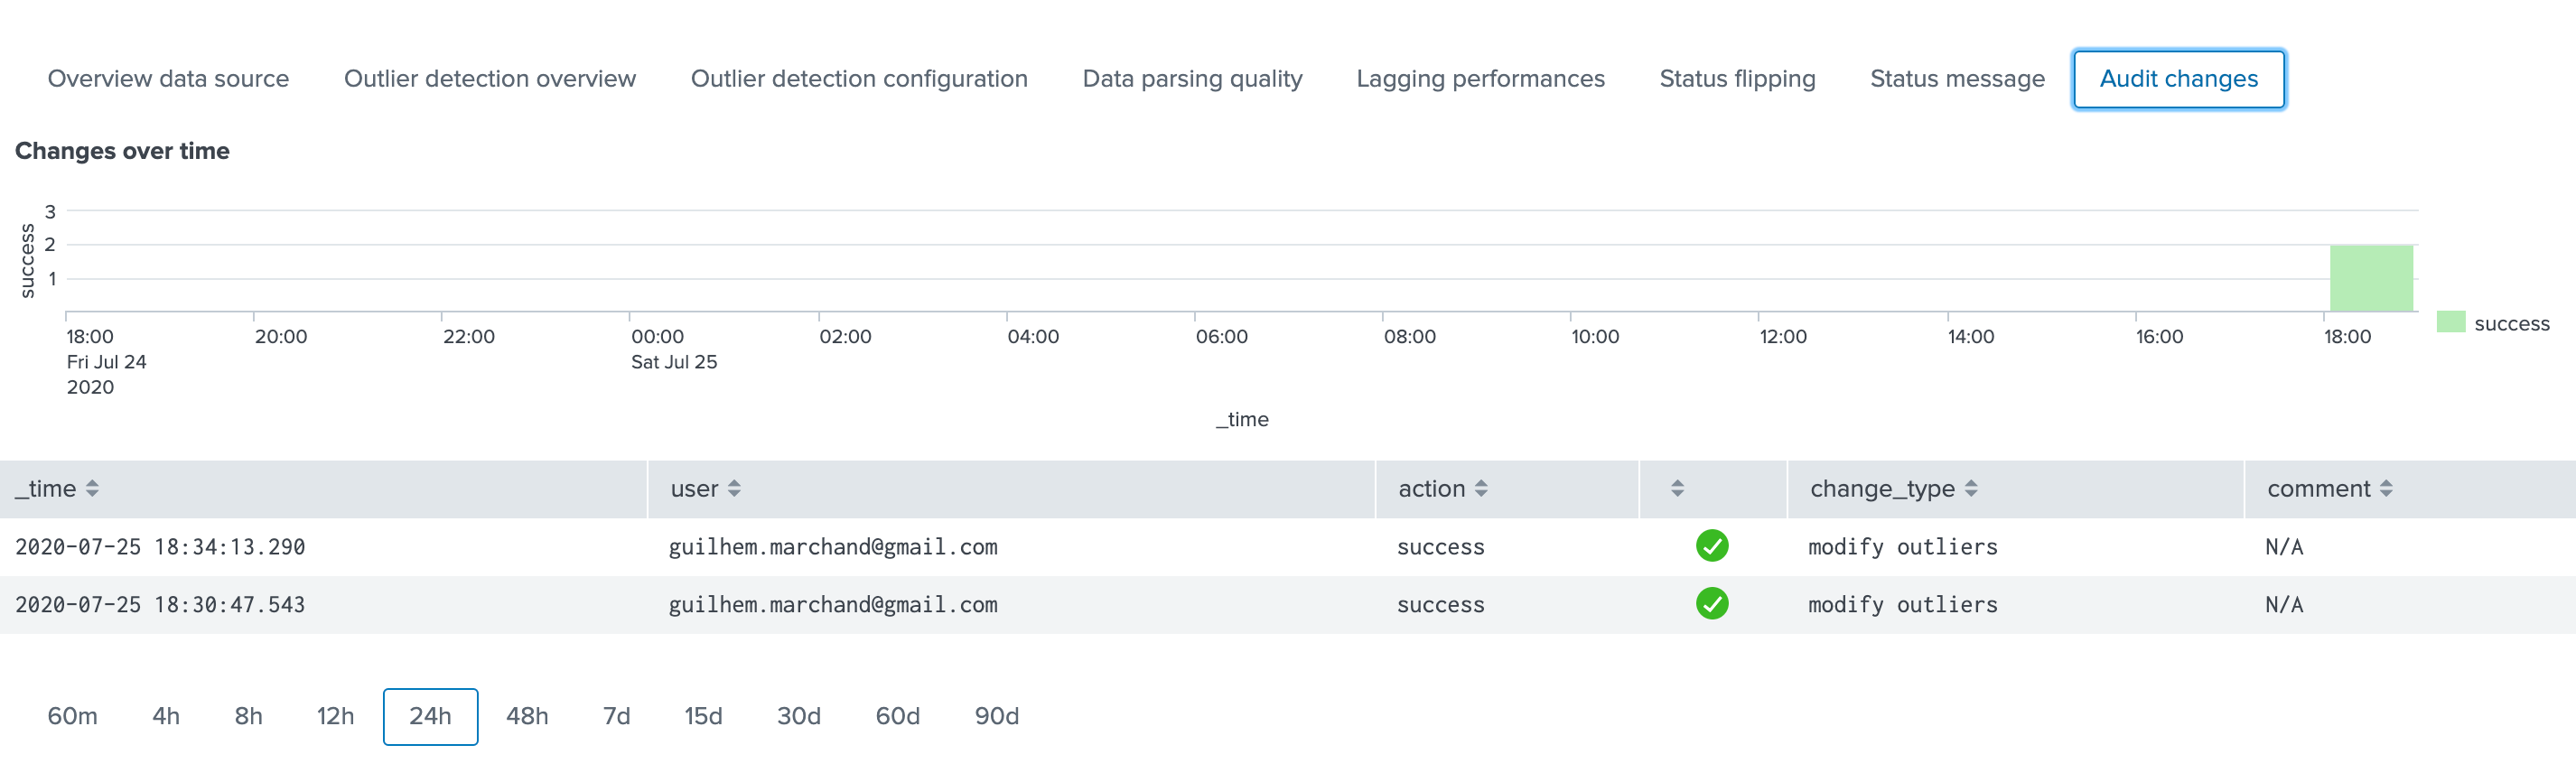 Overview data source Outlier detection overview Outlier detection configuration Data parsing quality Lagging performances Status flipping Status message Audit changes
Changes over time
3
2
1
success
18:00 20:00 22:00 00:00 02:00 04:00 06:00 08:00 10:00 12:00 14:00 16:00 18:00
Fri Jul 24 Sat Jul 25
2020
success
_time
_time user action change_type comment
2020-07-25 18:34:13.290 guilhem.marchand@gmail.com success modify outliers N/A
2020-07-25 18:30:47.543 guilhem.marchand@gmail.com success modify outliers N/A
60m 4h 8h 12h 24h 48h 7d 15d 30d 60d 90d